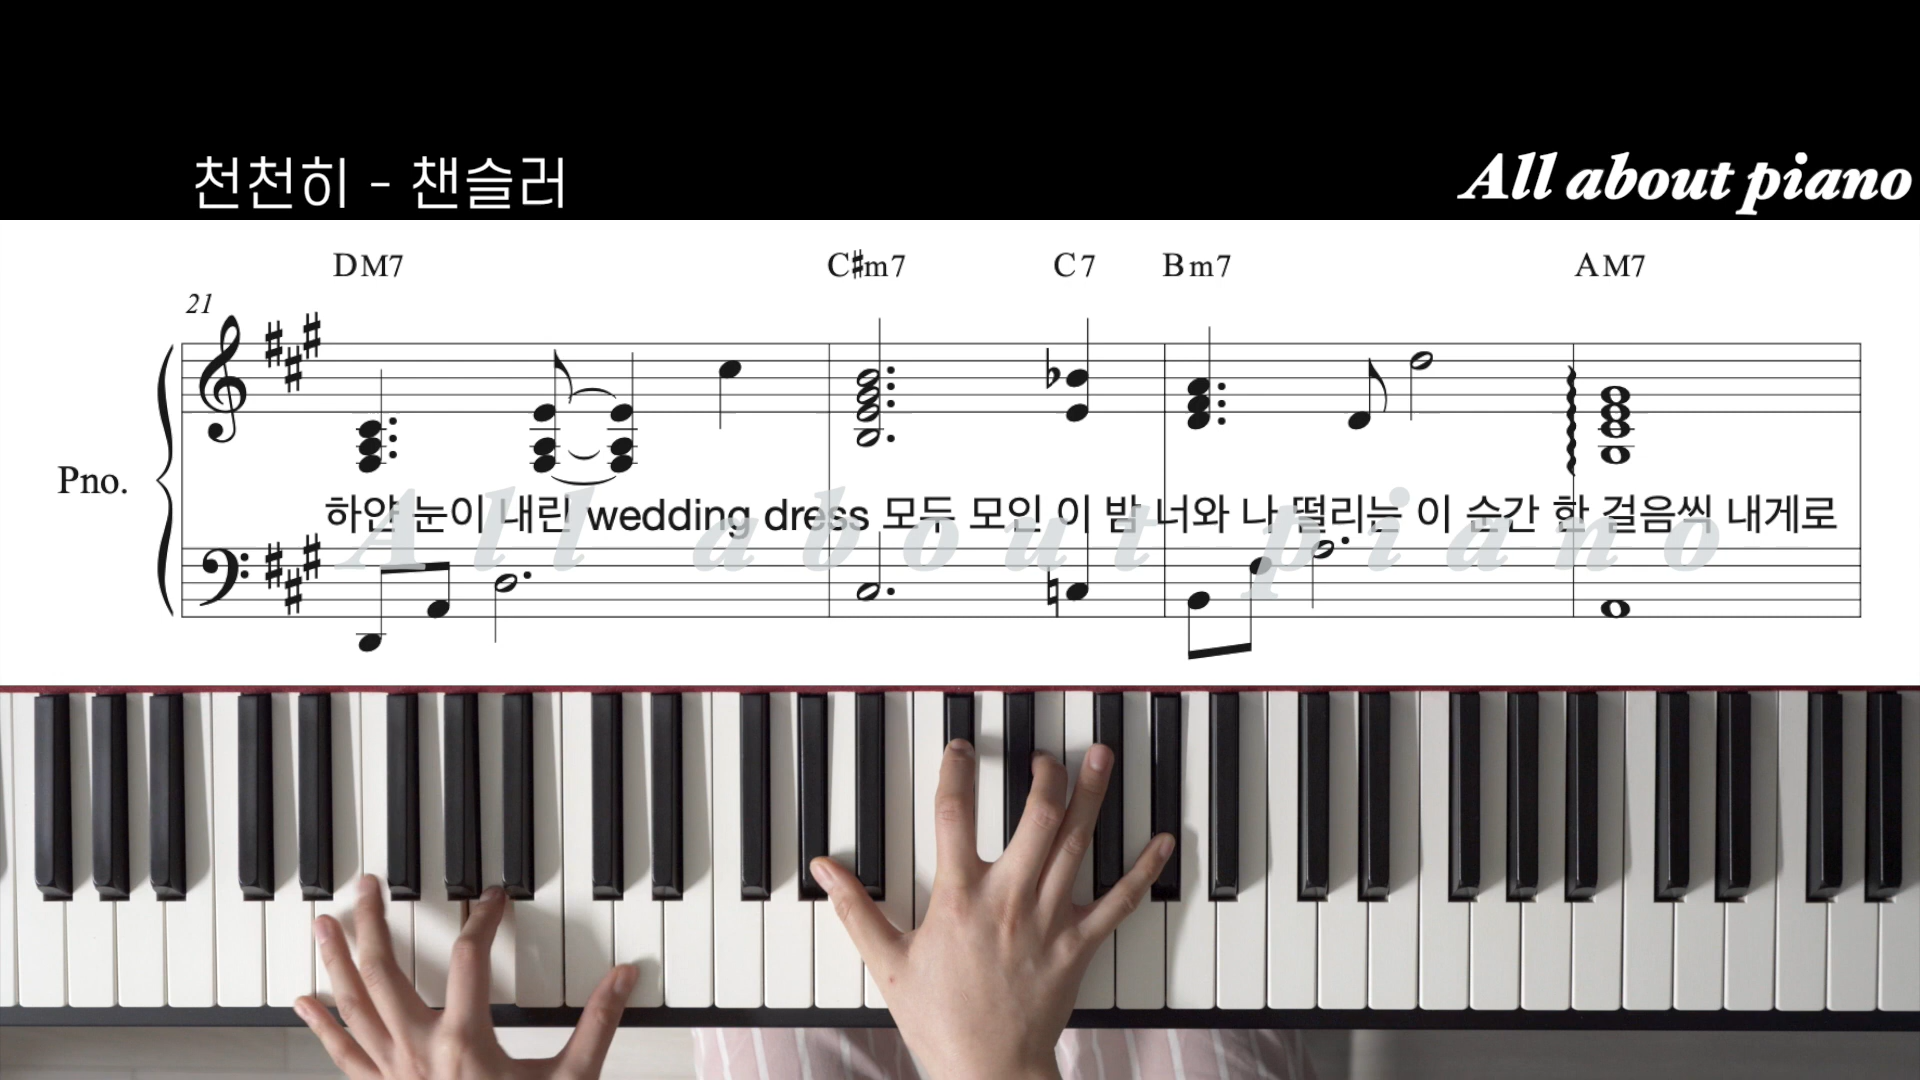 천천히 - 챈슬러
All about piano
DM7 C#m7 C7 Bm7 AM7
21
Pno.
하얀 눈이 내린 wedding dress 모두 모인 이 밤 너와 나 떨리는 이 순간 한 걸음씩 내게로
All about piano